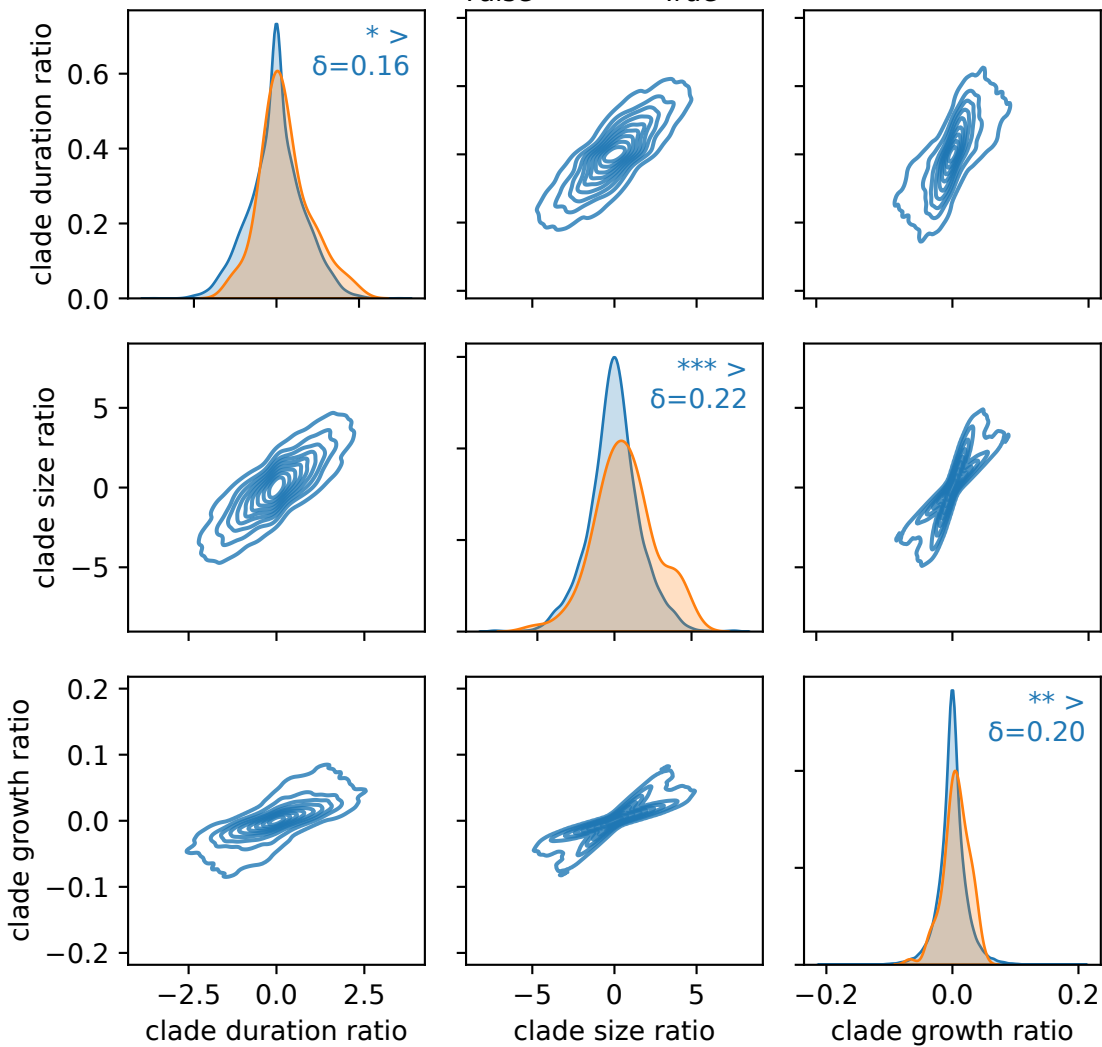 * >
δ=0.16
clade duration ratio
0.6
0.4
0.2
0.0
*** >
δ=0.22
clade size ratio
5
0
−5
** >
δ=0.20
clade growth ratio
0.2
0.1
0.0
−0.1
−0.2
−2.5 0.0 2.5
−5 0 5
−0.2 0.0 0.2
clade duration ratio
clade size ratio
clade growth ratio